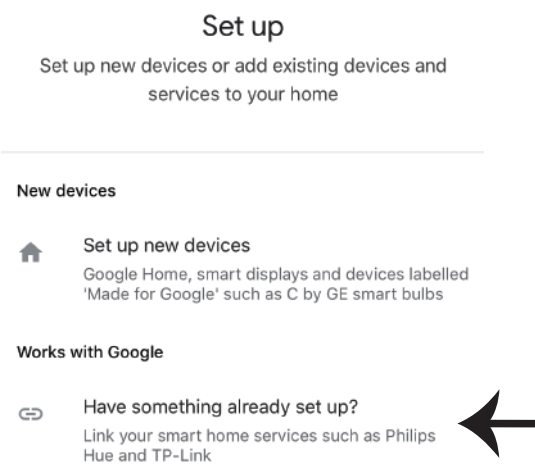 Set up
Set up new devices or add existing devices and
services to your home
New devices
Set up new devices
Google Home, smart displays and devices labelled
'Made for Google' such as C by GE smart bulbs
Works with Google
Have something already set up?
Link your smart home services such as Philips
Hue and TP-Link